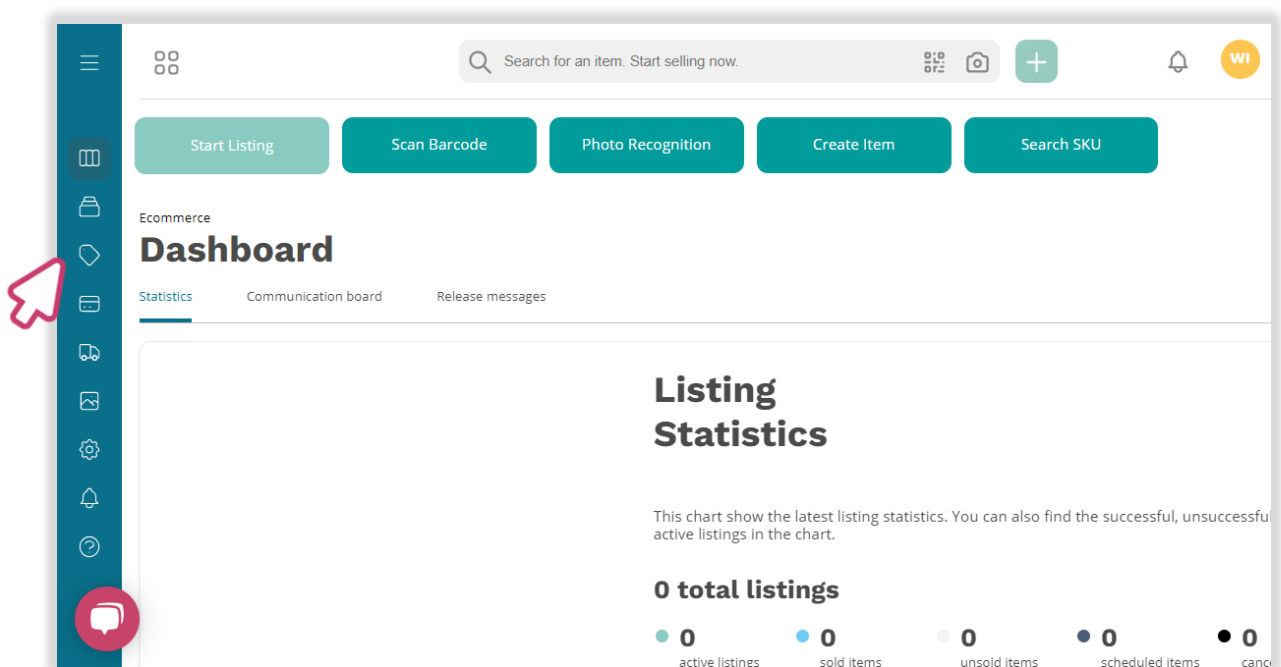 Search for an item. Start selling now.
WI
Start Listing
Scan Barcode
Photo Recognition
Create Item
Search SKU
Ecommerce
Dashboard
Statistics
Communication board
Release messages
Listing
Statistics
This chart show the latest listing statistics. You can also find the successful,
active listings in the chart.
0 total listings
0
0
0
0
0
active listings
sold items
unsold items
scheduled items